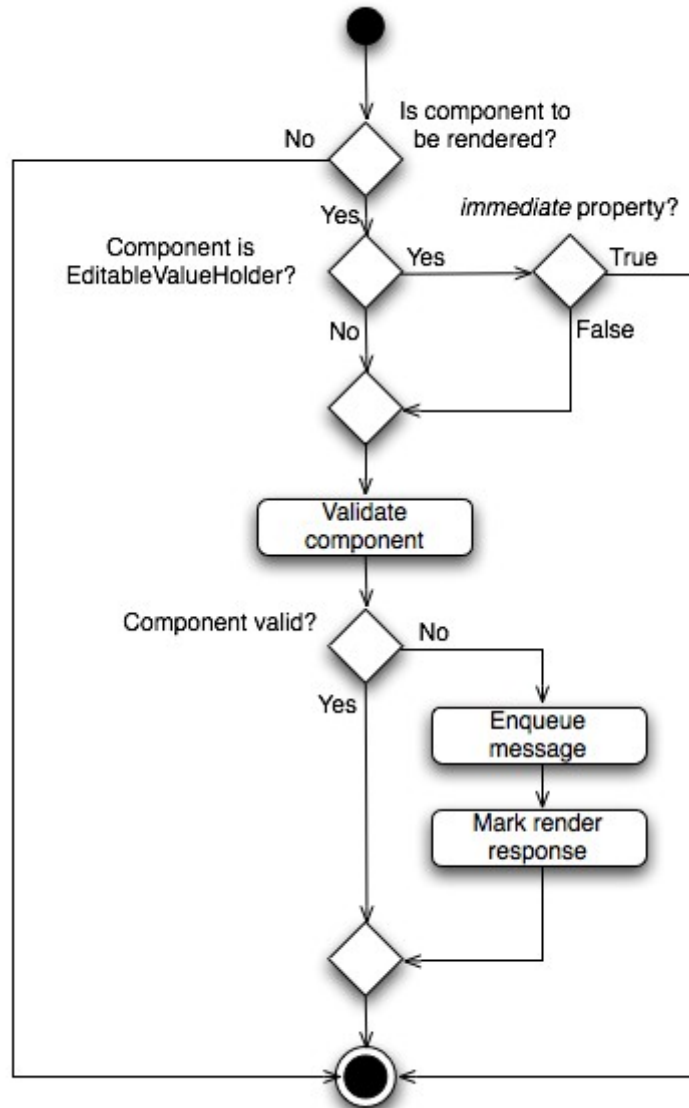 Is component to
be rendered?
No
Yes
immediate property?
Component is
EditableValueHolder?
Yes
True
No
False
Validate
component
Component valid?
No
Yes
Enqueue
message
Mark render
response